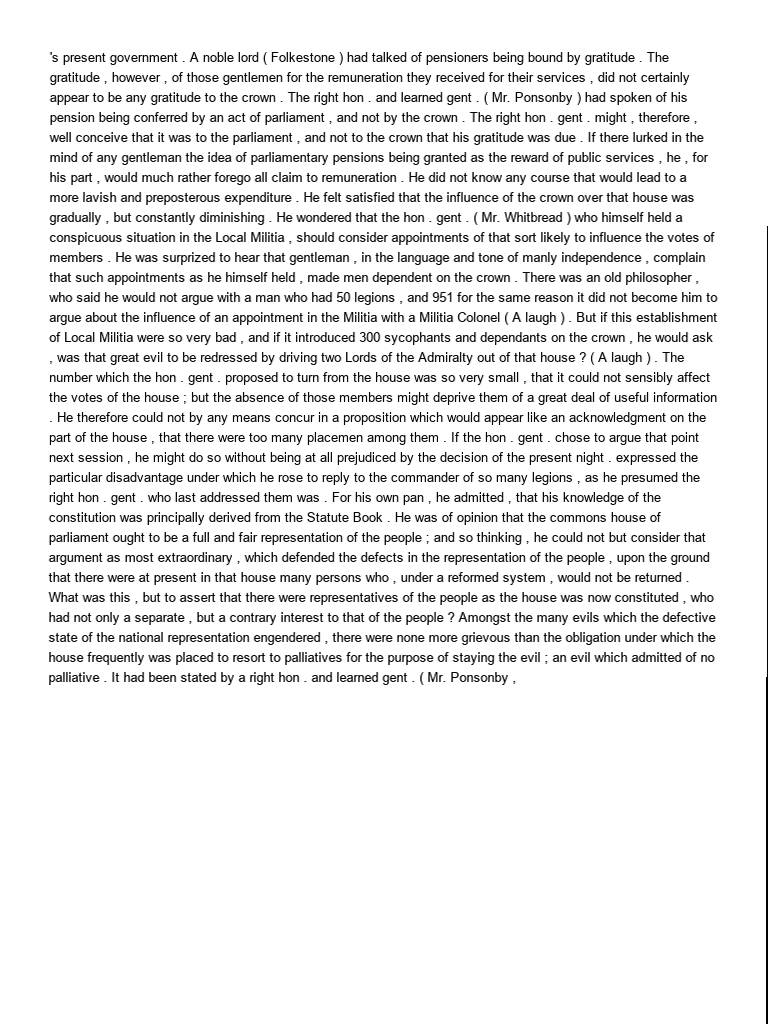 's present government . A noble lord ( Folkestone ) had talked of pensioners being bound by gratitude . The
gratitude , however , of those gentlemen for the remuneration they received for their services , did not certainly
appear to be any gratitude to the crown . The right hon . and learned gent . ( Mr. Ponsonby ) had spoken of his
pension being conferred by an act of parliament , and not by the crown . The right hon . gent . might , therefore ,
well conceive that it was to the parliament , and not to the crown that his gratitude was due . If there lurked in the
mind of any gentleman the idea of parliamentary pensions being granted as the reward of public services , he , for
his part , would much rather forego all claim to remuneration . He did not know any course that would lead to a
more lavish and preposterous expenditure . He felt satisfied that the influence of the crown over that house was
gradually , but constantly diminishing . He wondered that the hon . gent . ( Mr. Whitbread ) who himself held a
conspicuous situation in the Local Militia , should consider appointments of that sort likely to influence the votes of
members . He was surprized to hear that gentleman , in the language and tone of manly independence , complain
that such appointments as he himself held , made men dependent on the crown . There was an old philosopher ,
who said he would not argue with a man who had 50 legions , and 951 for the same reason it did not become him to
argue about the influence of an appointment in the Militia with a Militia Colonel ( A laugh ) . But if this establishment
of Local Militia were so very bad , and if it introduced 300 sycophants and dependants on the crown , he would ask
, was that great evil to be redressed by driving two Lords of the Admiralty out of that house ? ( A laugh ) . The
number which the hon . gent . proposed to turn from the house was so very small , that it could not sensibly affect
the votes of the house ; but the absence of those members might deprive them of a great deal of useful information
. He therefore could not by any means concur in a proposition which would appear like an acknowledgment on the
part of the house , that there were too many placemen among them . If the hon . gent . chose to argue that point
next session , he might do so without being at all prejudiced by the decision of the present night . expressed the
particular disadvantage under which he rose to reply to the commander of so many legions , as he presumed the
right hon . gent . who last addressed them was . For his own pan , he admitted , that his knowledge of the
constitution was principally derived from the Statute Book . He was of opinion that the commons house of
parliament ought to be a full and fair representation of the people ; and so thinking , he could not but consider that
argument as most extraordinary , which defended the defects in the representation of the people , upon the ground
that there were at present in that house many persons who , under a reformed system , would not be returned .
What was this , but to assert that there were representatives of the people as the house was now constituted , who
had not only a separate , but a contrary interest to that of the people ? Amongst the many evils which the defective
state of the national representation engendered , there were none more grievous than the obligation under which the
house frequently was placed to resort to palliatives for the purpose of staying the evil ; an evil which admitted of no
palliative . It had been stated by a right hon . and learned gent . ( Mr. Ponsonby ,